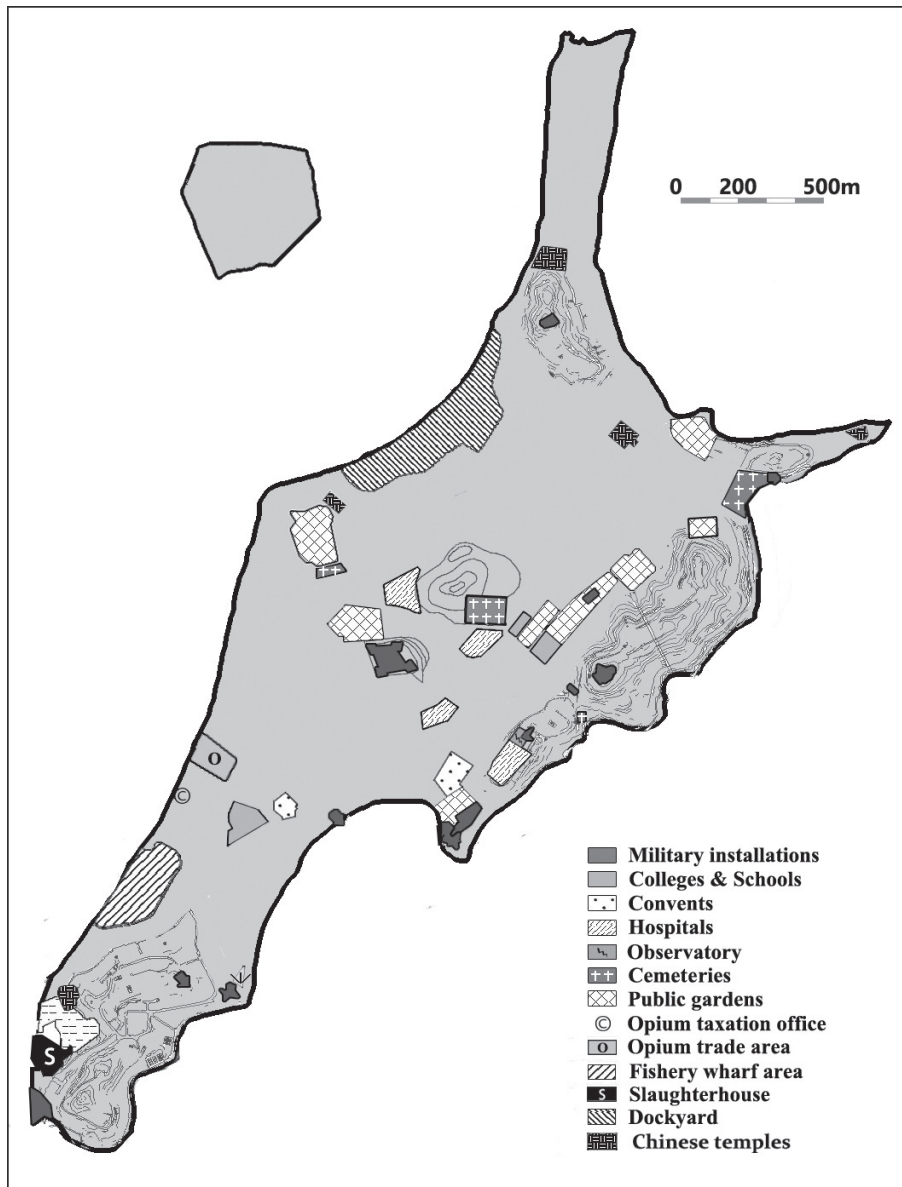 0 200 500m
O
©
S
Military installations
Colleges & Schools
Convents
Hospitals
Observatory
Cemeteries
Public gardens
© Opium taxation office
O Opium trade area
Fishery wharf area
S Slaughterhouse
Dockyard
Chinese temples